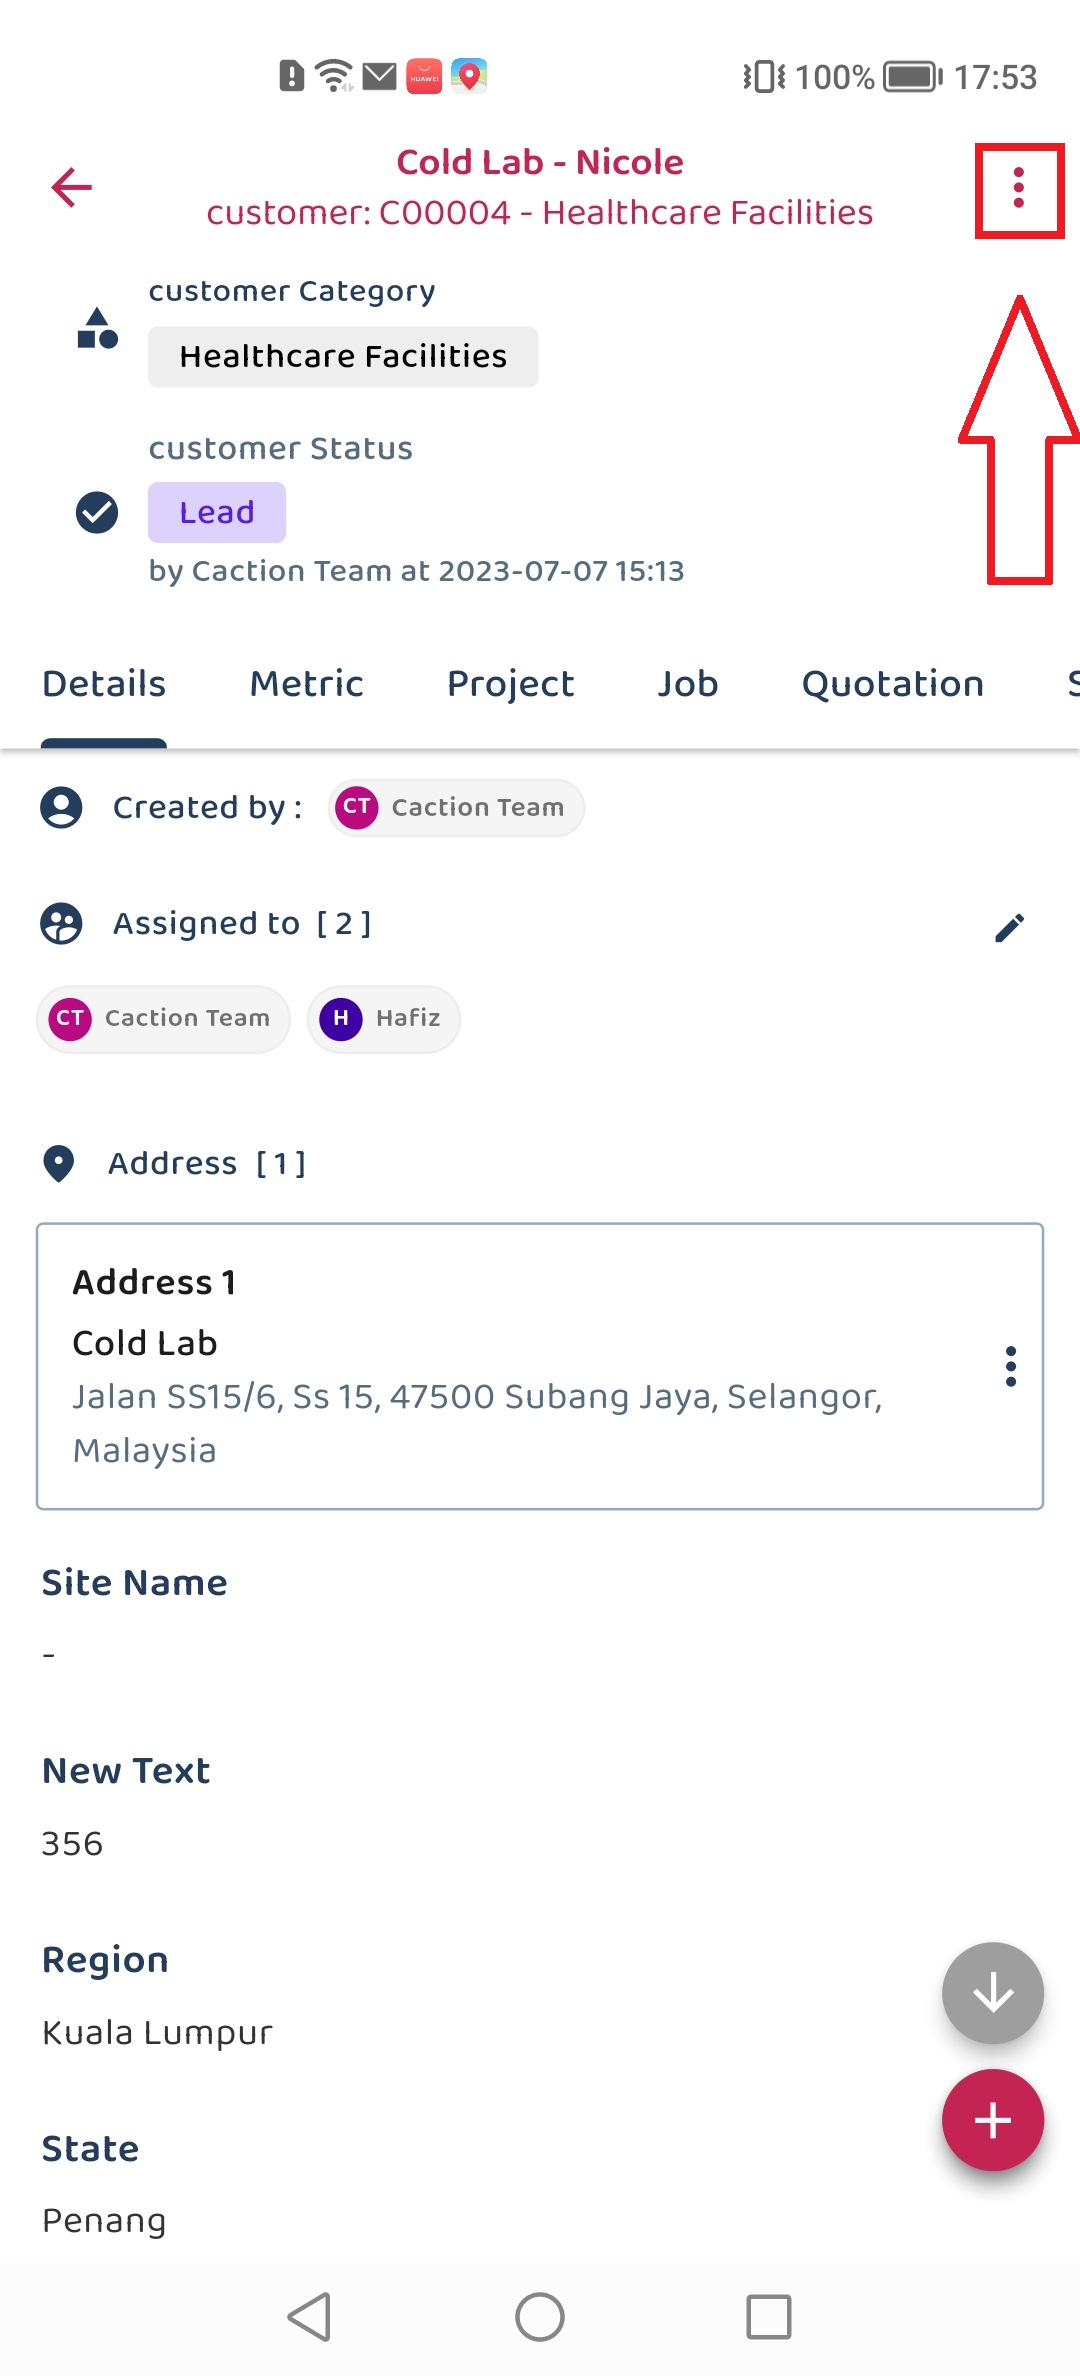 HUAWEI
100%
17:53
Cold Lab - Nicole
customer: C00004 - Healthcare Facilities
customer Category
Healthcare Facilities
customer Status
Lead
by Caction Team at 2023-07-07 15:13
Details Metric Project Job Quotation S
Created by : CT Caction Team
Assigned to [ 2 ]
CT Caction Team H Hafiz
Address [ 1 ]
Address 1
Cold Lab
Jalan SS15/6, Ss 15, 47500 Subang Jaya, Selangor,
Malaysia
Site Name
-
New Text
356
Region
Kuala Lumpur
State
Penang